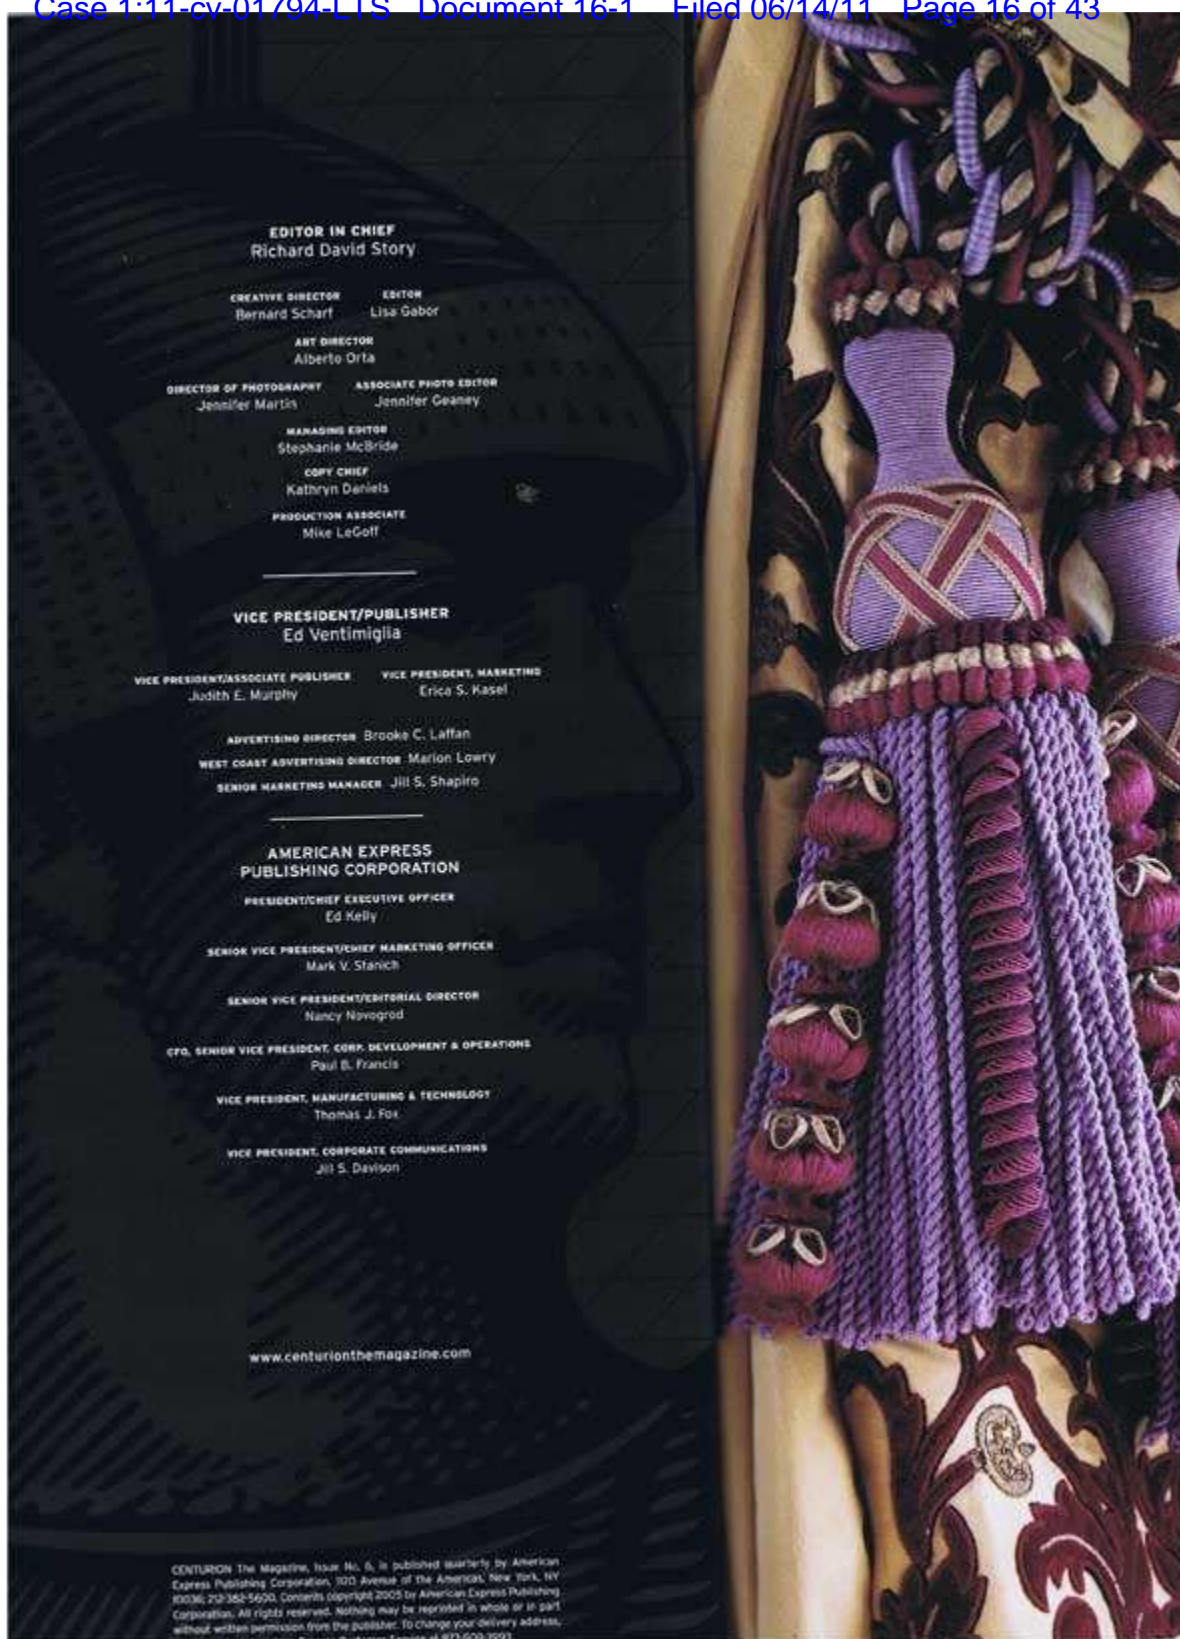 Case 1:11-cv-01794-LTS Document 16-1 Filed 06/14/11 Page 16 of 43
EDITOR IN CHIEF
Richard David Story
CREATIVE DIRECTOR
Bernard Scharf
EDITOR
Lisa Gabor
ART DIRECTOR
Alberto Orta
DIRECTOR OF PHOTOGRAPHY
Jennifer Martin
ASSOCIATE PHOTO EDITOR
Jennifer Geaney
MANAGING EDITOR
Stephanie McBride
COPY CHIEF
Kathryn Daniels
PRODUCTION ASSOCIATE
Mike LeGoff
VICE PRESIDENT/PUBLISHER
Ed Ventimiglia
VICE PRESIDENT/ASSOCIATE PUBLISHER
Judith E. Murphy
VICE PRESIDENT, MARKETING
Erica S. Kasel
ADVERTISING DIRECTOR Brooke C. Laffan
WEST COAST ADVERTISING DIRECTOR Marion Lowry
SENIOR MARKETING MANAGER Jill S. Shapiro
AMERICAN EXPRESS
PUBLISHING CORPORATION
PRESIDENT/CHIEF EXECUTIVE OFFICER
Ed Kelly
SENIOR VICE PRESIDENT/CHIEF MARKETING OFFICER
Mark V. Stanich
SENIOR VICE PRESIDENT/EDITORIAL DIRECTOR
Nancy Novogrod
CFO, SENIOR VICE PRESIDENT, CORP. DEVELOPMENT & OPERATIONS
Paul B. Francis
VICE PRESIDENT, MANUFACTURING & TECHNOLOGY
Thomas J. Fox
VICE PRESIDENT, CORPORATE COMMUNICATIONS
Jill S. Davison
www.centurionthemagazine.com
CENTURION The Magazine, Issue No. 6, is published quarterly by American
Express Publishing Corporation, 1120 Avenue of the Americas, New York, NY
10036; 212-382-5600. Contents copyright 2005 by American Express Publishing
Corporation. All rights reserved. Nothing may be reprinted in whole or in part
without written permission from the publisher. To change your delivery address,
Customer Service at 877-609-3993